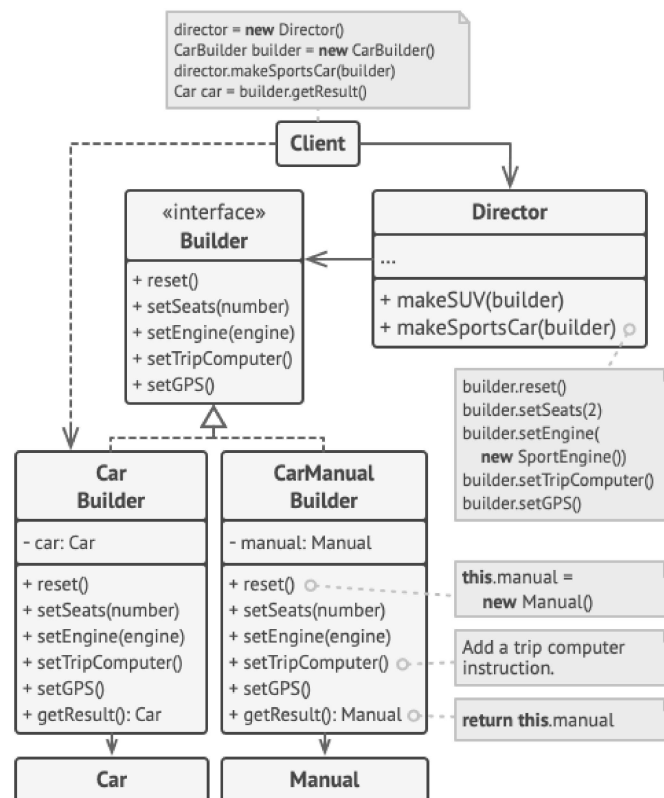 director = new Director()
CarBuilder builder = new CarBuilder()
director.makeSportsCar(builder)
Car car = builder.getResult()
Client
«interface»
Builder
+ reset()
+ setSeats(number)
+ setEngine(engine)
+ setTripComputer()
+ setGPS()
Director
...
+ makeSUV(builder)
+ makeSportsCar(builder)
builder.reset()
builder.setSeats(2)
builder.setEngine(
new SportEngine())
builder.setTripComputer()
builder.setGPS()
Car
Builder
- car: Car
+ reset()
+ setSeats(number)
+ setEngine(engine)
+ setTripComputer()
+ setGPS()
+ getResult(): Car
CarManual
Builder
- manual: Manual
+ reset()
+ setSeats(number)
+ setEngine(engine)
+ setTripComputer()
+ setGPS()
+ getResult(): Manual
this.manual =
new Manual()
Add a trip computer
instruction.
return this.manual
Car
Manual